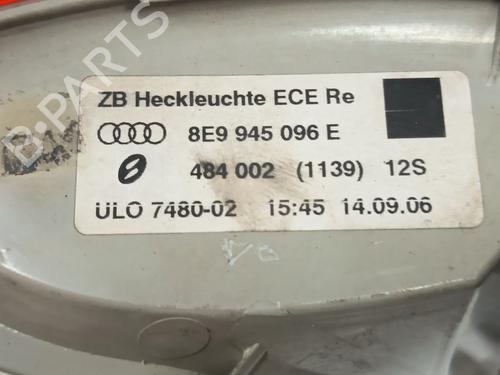 B-PARTS
ZB Heckleuchte ECE Re
8E9 945 096 E
484 002 (1139) 12S
ULO 7480-02 15:45 14.09.06